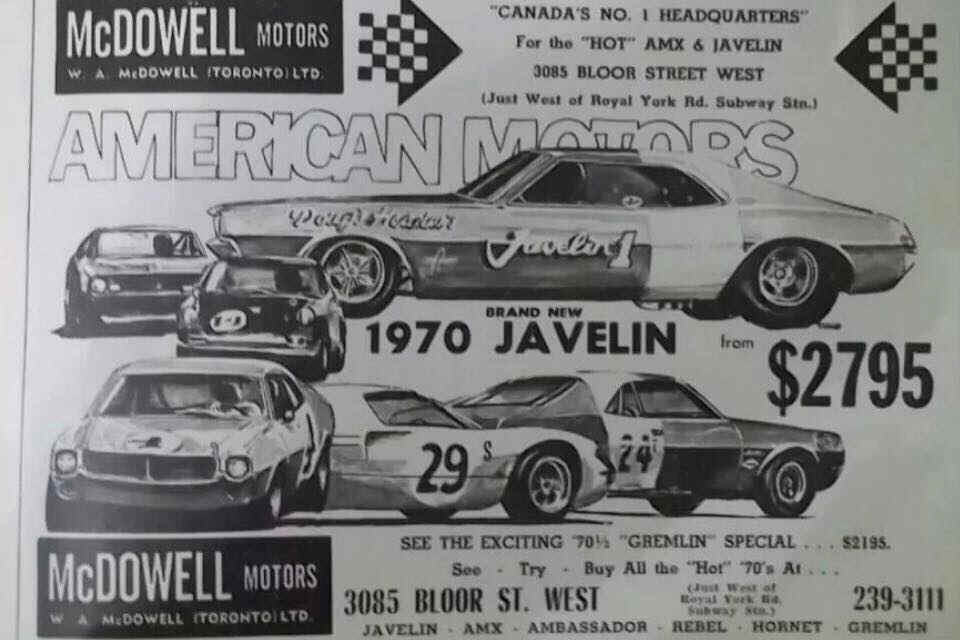 McDOWELL MOTORS
W. A. McDOWELL (TORONTO) LTD.
"CANADA'S NO. 1 HEADQUARTERS"
For the "HOT" AMX & JAVELIN
3085 BLOOR STREET WEST
(Just West of Royal York Rd. Subway Stn.)
AMERICAN MOTORS
Javelin 1
BRAND NEW
1970 JAVELIN from $2795
29 S
24
SEE THE EXCITING '70½ "GREMLIN" SPECIAL . . . $2195.
See - Try - Buy All the "Hot" '70's At . . .
McDOWELL MOTORS
W. A. McDOWELL (TORONTO) LTD.
3085 BLOOR ST. WEST
(Just West of
Royal York Rd.
Subway Stn.)
239-3111
JAVELIN - AMX - AMBASSADOR - REBEL - HORNET - GREMLIN